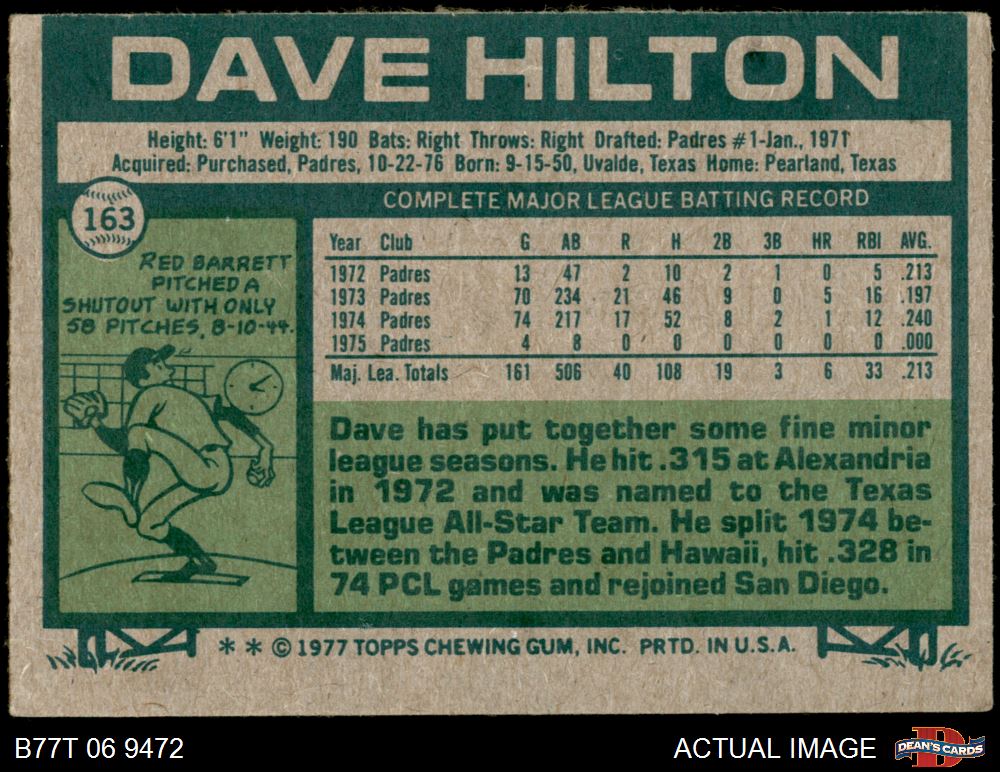 DAVE HILTON
Height: 6'1" Weight: 190 Bats: Right Throws: Right Drafted: Padres #1-Jan., 1971
Acquired: Purchased, Padres, 10-22-76 Born: 9-15-50, Uvalde, Texas Home: Pearland, Texas
163
COMPLETE MAJOR LEAGUE BATTING RECORD
RED BARRETT
PITCHED A
SHUTOUT WITH ONLY
58 PITCHES, 8-10-44.
Year Club G AB R H 2B 3B HR RBI AVG.
1972 Padres 13 47 2 10 2 1 0 5 .213
1973 Padres 70 234 21 46 9 0 5 16 .197
1974 Padres 74 217 17 52 8 2 1 12 .240
1975 Padres 4 8 0 0 0 0 0 0 .000
Maj. Lea. Totals 161 506 40 108 19 3 6 33 .213
Dave has put together some fine minor
league seasons. He hit .315 at Alexandria
in 1972 and was named to the Texas
League All-Star Team. He split 1974 be-
tween the Padres and Hawaii, hit .328 in
74 PCL games and rejoined San Diego.
* * © 1977 TOPPS CHEWING GUM, INC. PRTD. IN U.S.A.
B77T 06 9472
ACTUAL IMAGE
D
DEAN'S CARDS